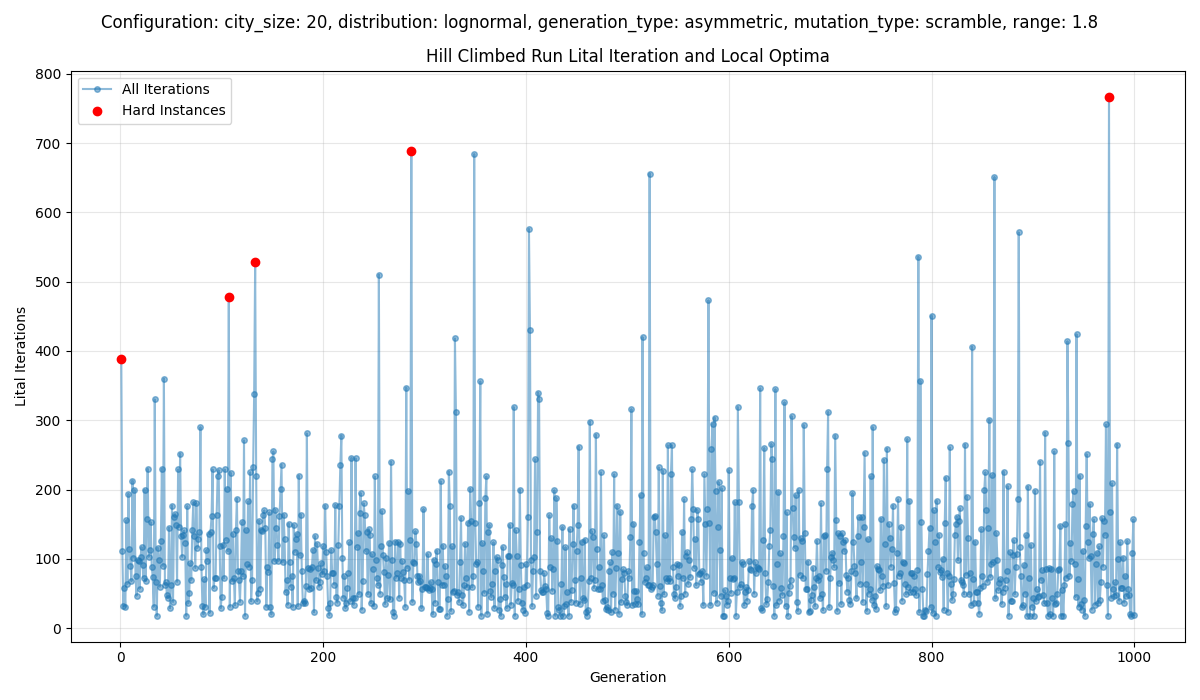 Configuration: city_size: 20, distribution: lognormal, generation_type: asymmetric, mutation_type: scramble, range: 1.8
Hill Climbed Run Lital Iteration and Local Optima
All Iterations
Hard Instances
Lital Iterations
800
700
600
500
400
300
200
100
0
0 200 400 600 800 1000
Generation